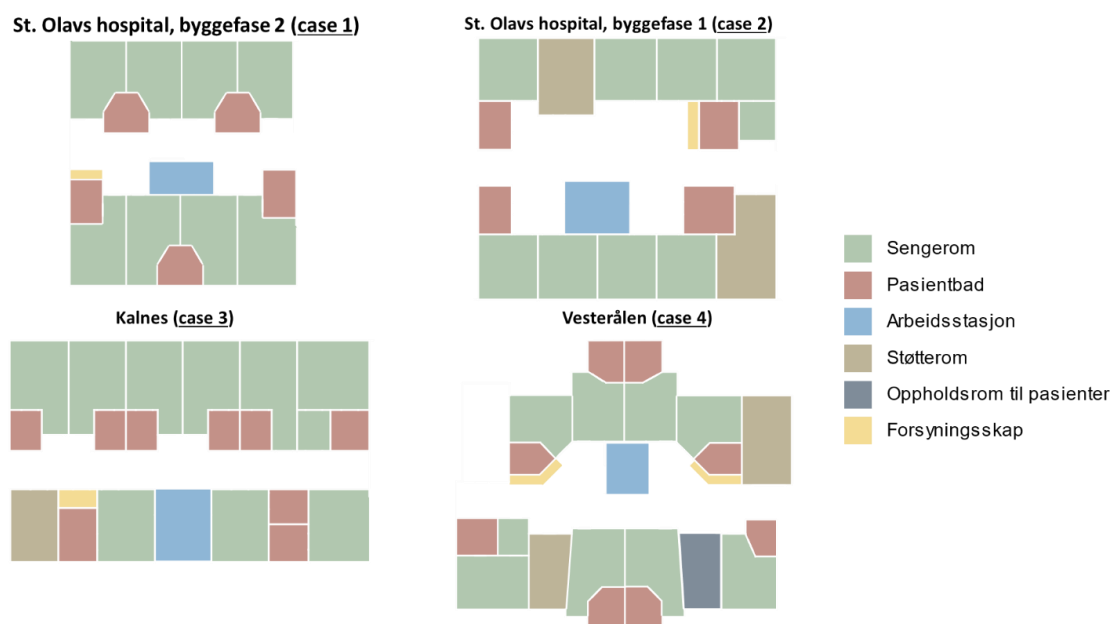 St. Olavs hospital, byggefase 2 (case 1)
St. Olavs hospital, byggefase 1 (case 2)
Kalnes (case 3)
Vesterålen (case 4)
Sengerom
Pasientbad
Arbeidsstasjon
Støtterom
Oppholdsrom til pasienter
Forsyningsskap